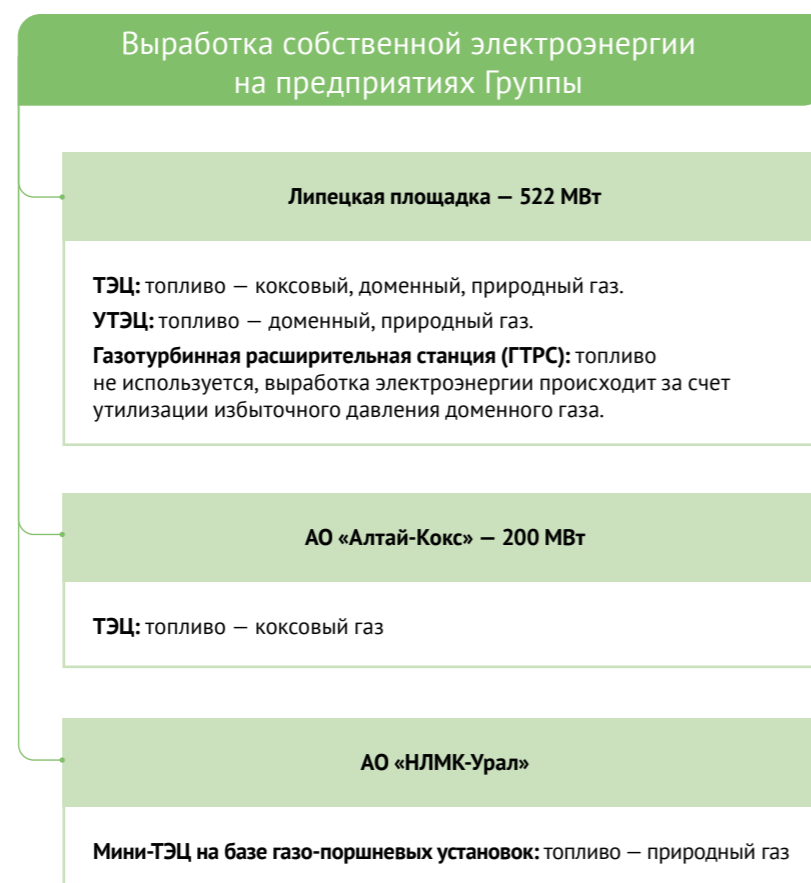 Выработка собственной электроэнергии
на предприятиях Группы
Липецкая площадка — 522 МВт
ТЭЦ: топливо — коксовый, доменный, природный газ.
УТЭЦ: топливо — доменный, природный газ.
Газотурбинная расширительная станция (ГТРС): топливо
не используется, выработка электроэнергии происходит за счет
утилизации избыточного давления доменного газа.
АО «Алтай-Кокс» — 200 МВт
ТЭЦ: топливо — коксовый газ
АО «НЛМК-Урал»
Мини-ТЭЦ на базе газо-поршневых установок: топливо — природный газ